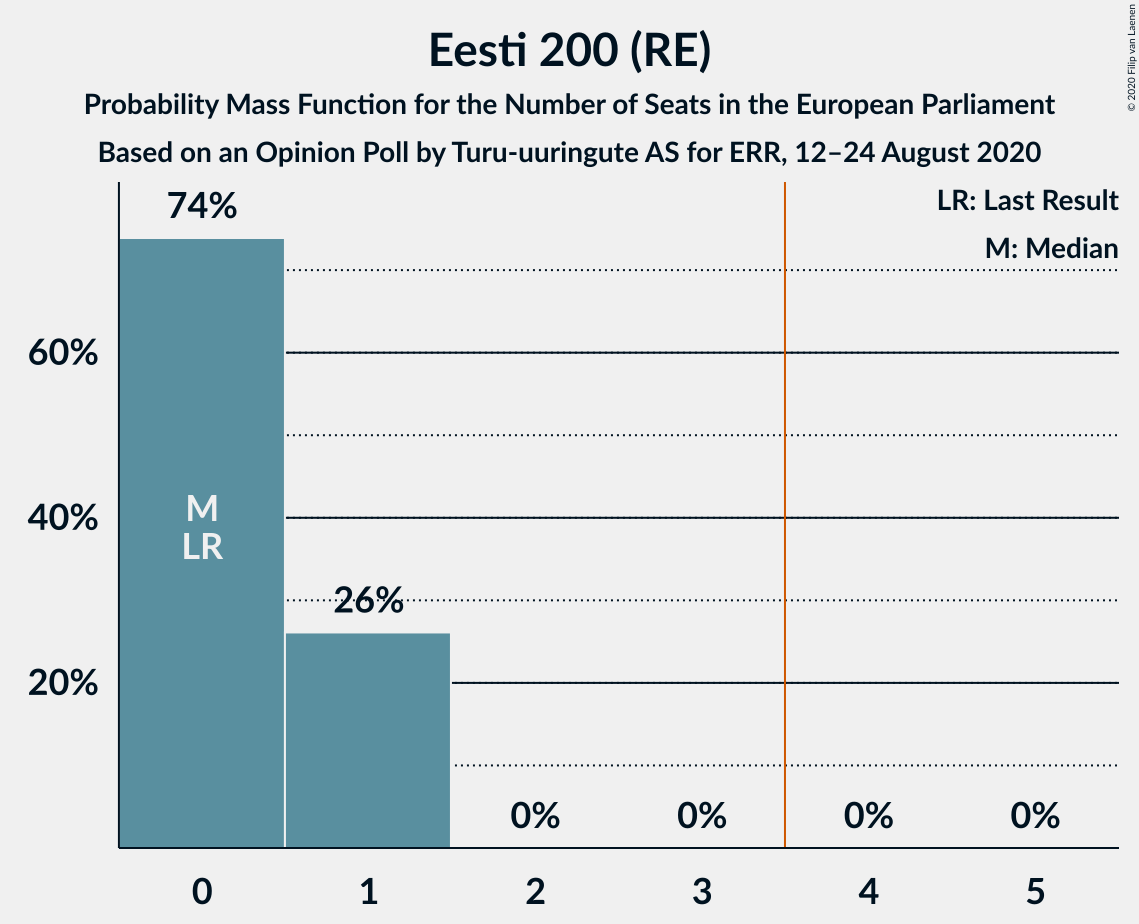 Eesti 200 (RE)
Probability Mass Function for the Number of Seats in the European Parliament
Based on an Opinion Poll by Turu-uuringute AS for ERR, 12–24 August 2020
© 2020 Filip van Laenen
LR: Last Result
M: Median
74%
60%
40%
20%
M
LR
26%
0%
0%
0%
0%
0
1
2
3
4
5